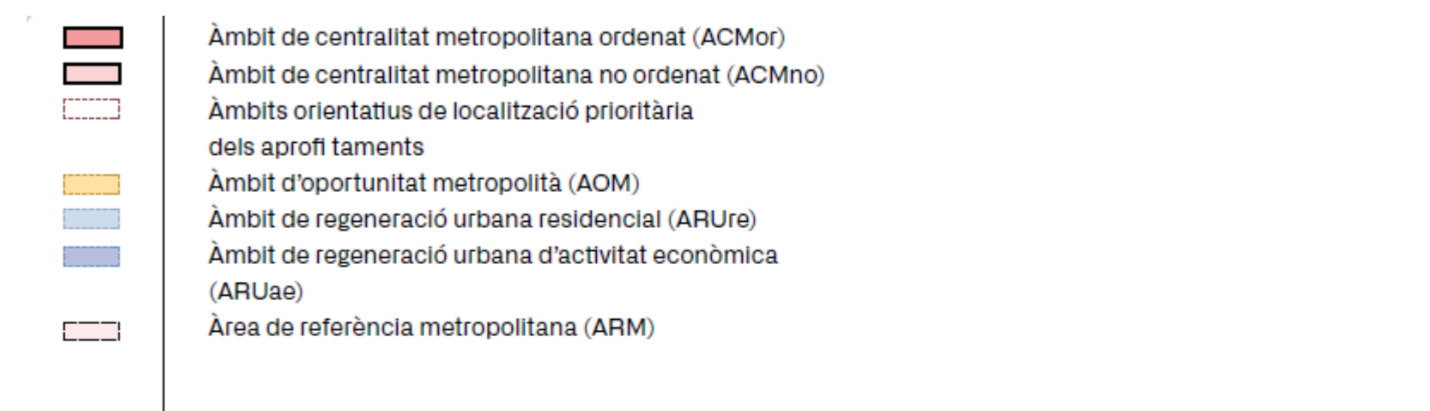 Àmbit de centralitat metropolitana ordenat (ACMor)
Àmbit de centralitat metropolitana no ordenat (ACMno)
Àmbits orientatius de localització prioritària
dels aprofi taments
Àmbit d’oportunitat metropolità (AOM)
Àmbit de regeneració urbana residencial (ARUre)
Àmbit de regeneració urbana d’activitat econòmica
(ARUae)
Àrea de referència metropolitana (ARM)